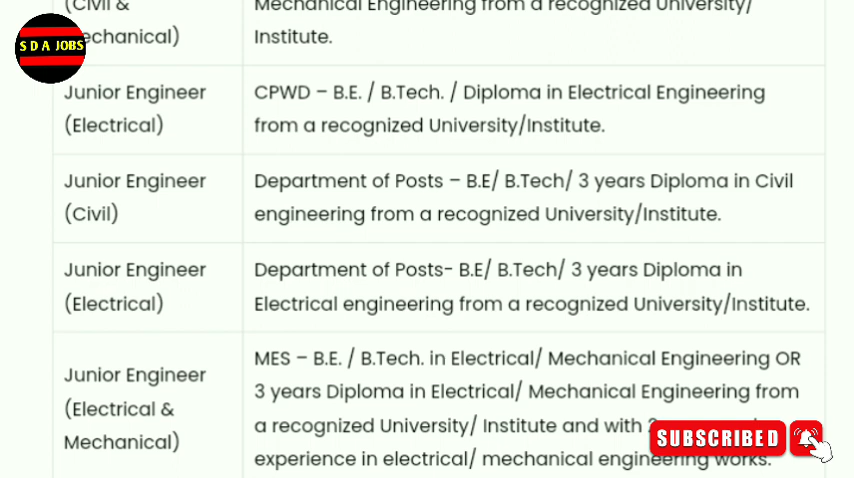 (Civil &
Mechanical Engineering from a recognized University/
S D A JOBS
echanical)
Institute.
Junior Engineer
(Electrical)
CPWD – B.E. / B.Tech. / Diploma in Electrical Engineering
from a recognized University/Institute.
Junior Engineer
(Civil)
Department of Posts – B.E/ B.Tech/ 3 years Diploma in Civil
engineering from a recognized University/Institute.
Junior Engineer
(Electrical)
Department of Posts- B.E/ B.Tech/ 3 years Diploma in
Electrical engineering from a recognized University/Institute.
Junior Engineer
(Electrical &
Mechanical)
MES – B.E. / B.Tech. in Electrical/ Mechanical Engineering OR
3 years Diploma in Electrical/ Mechanical Engineering from
a recognized University/ Institute and with
experience in electrical/ mechanical engineering works.
SUBSCRIBED